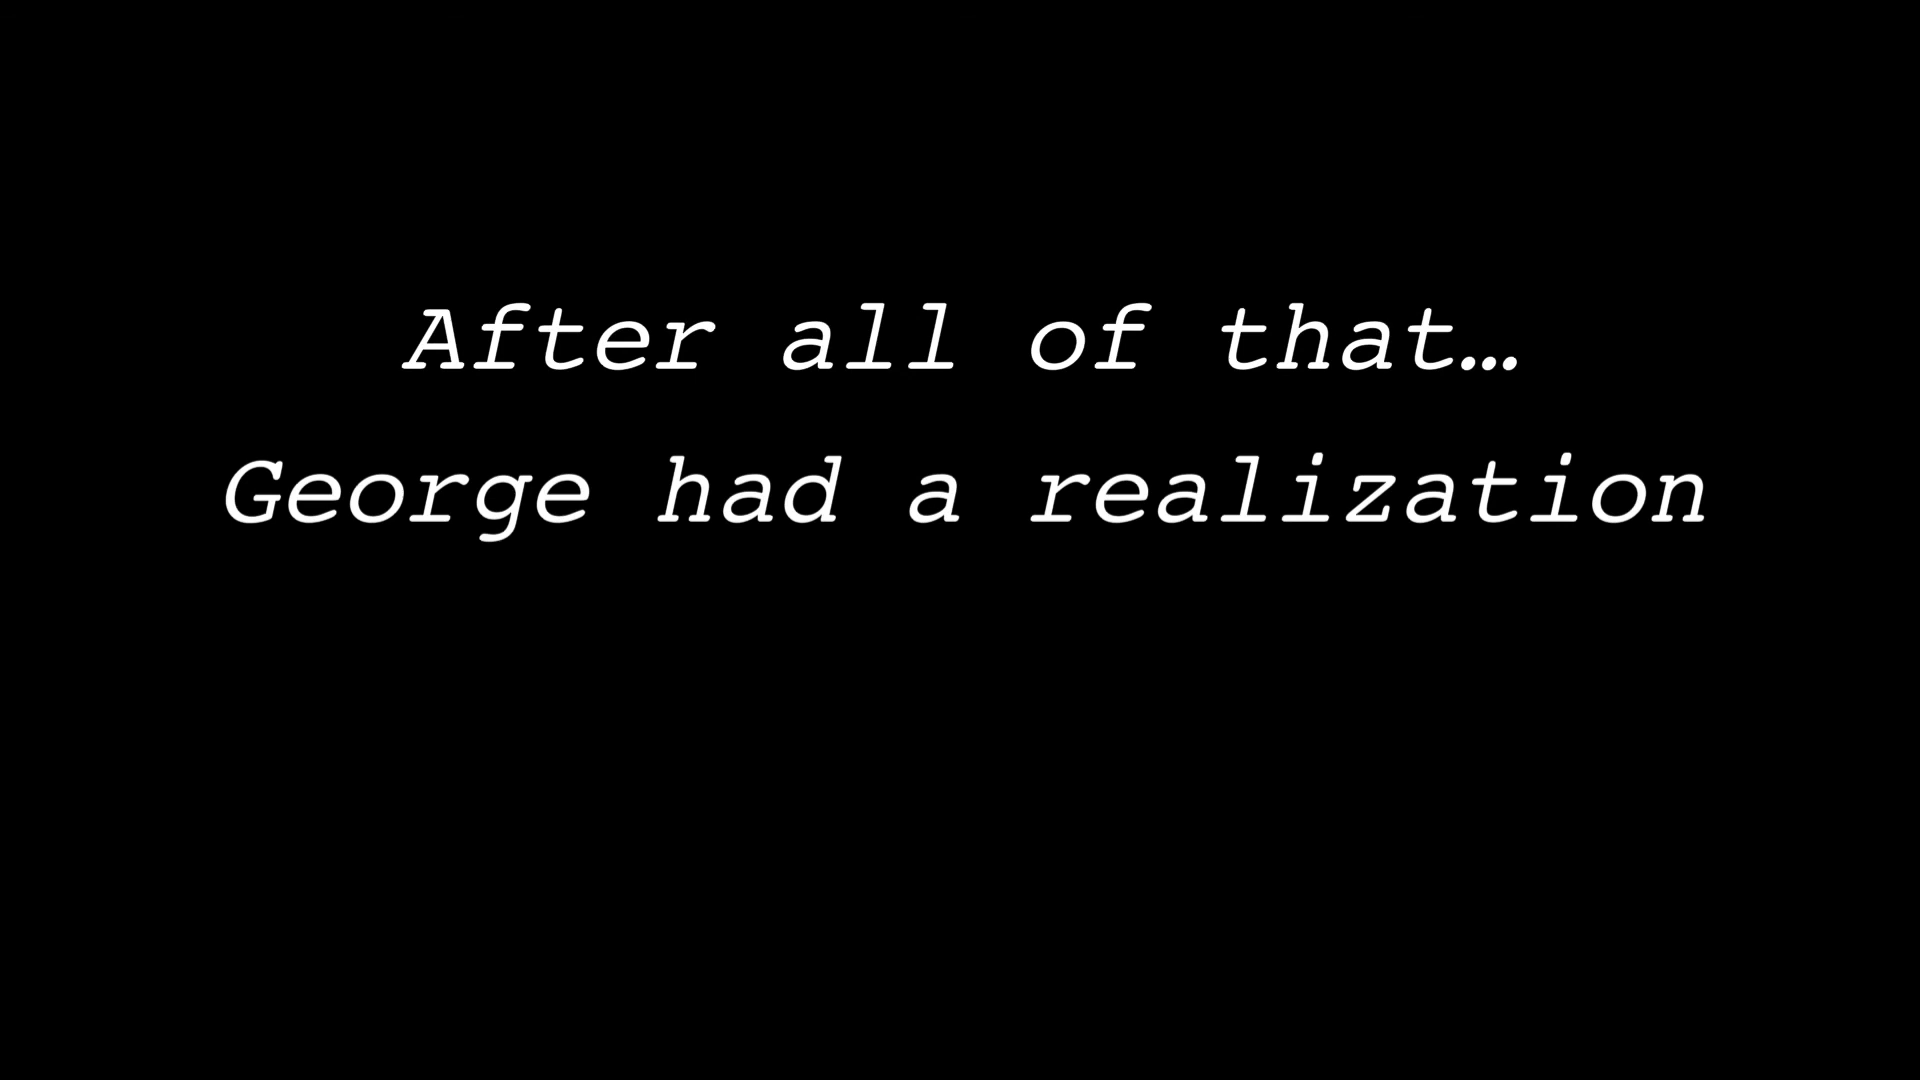 After all of that…
George had a realization